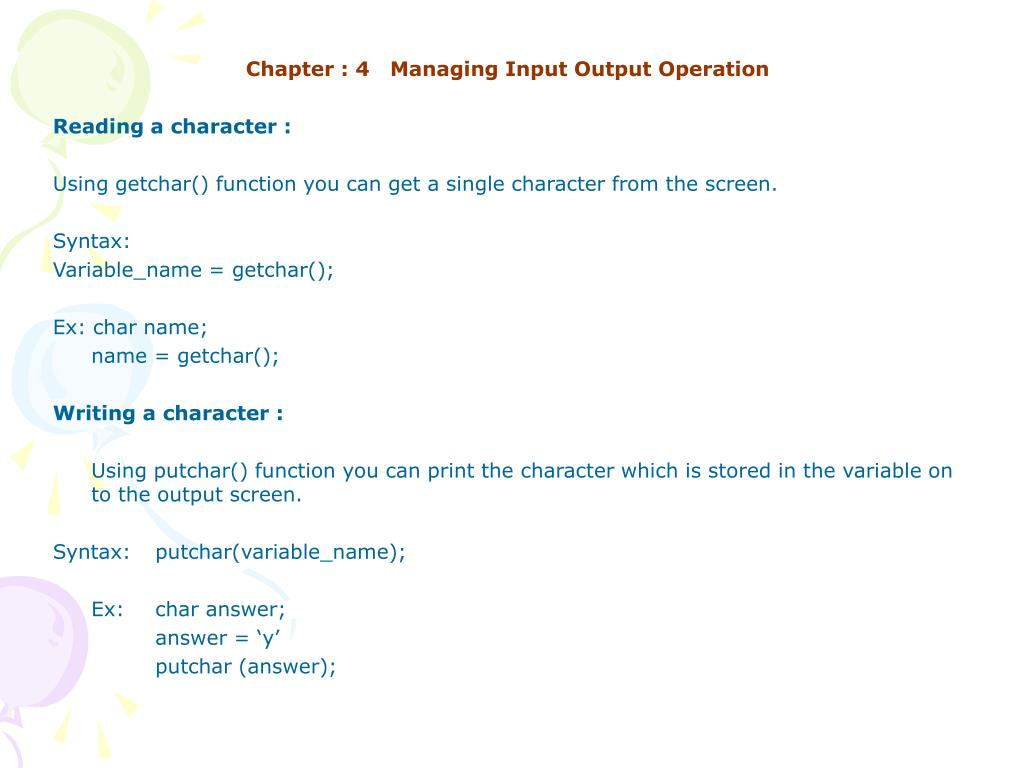 Chapter : 4 Managing Input Output Operation
Reading a character :
Using getchar() function you can get a single character from the screen.
Syntax:
Variable_name = getchar();
Ex: char name;
name = getchar();
Writing a character :
Using putchar() function you can print the character which is stored in the variable on
to the output screen.
Syntax: putchar(variable_name);
Ex: char answer;
answer = ‘y’
putchar (answer);